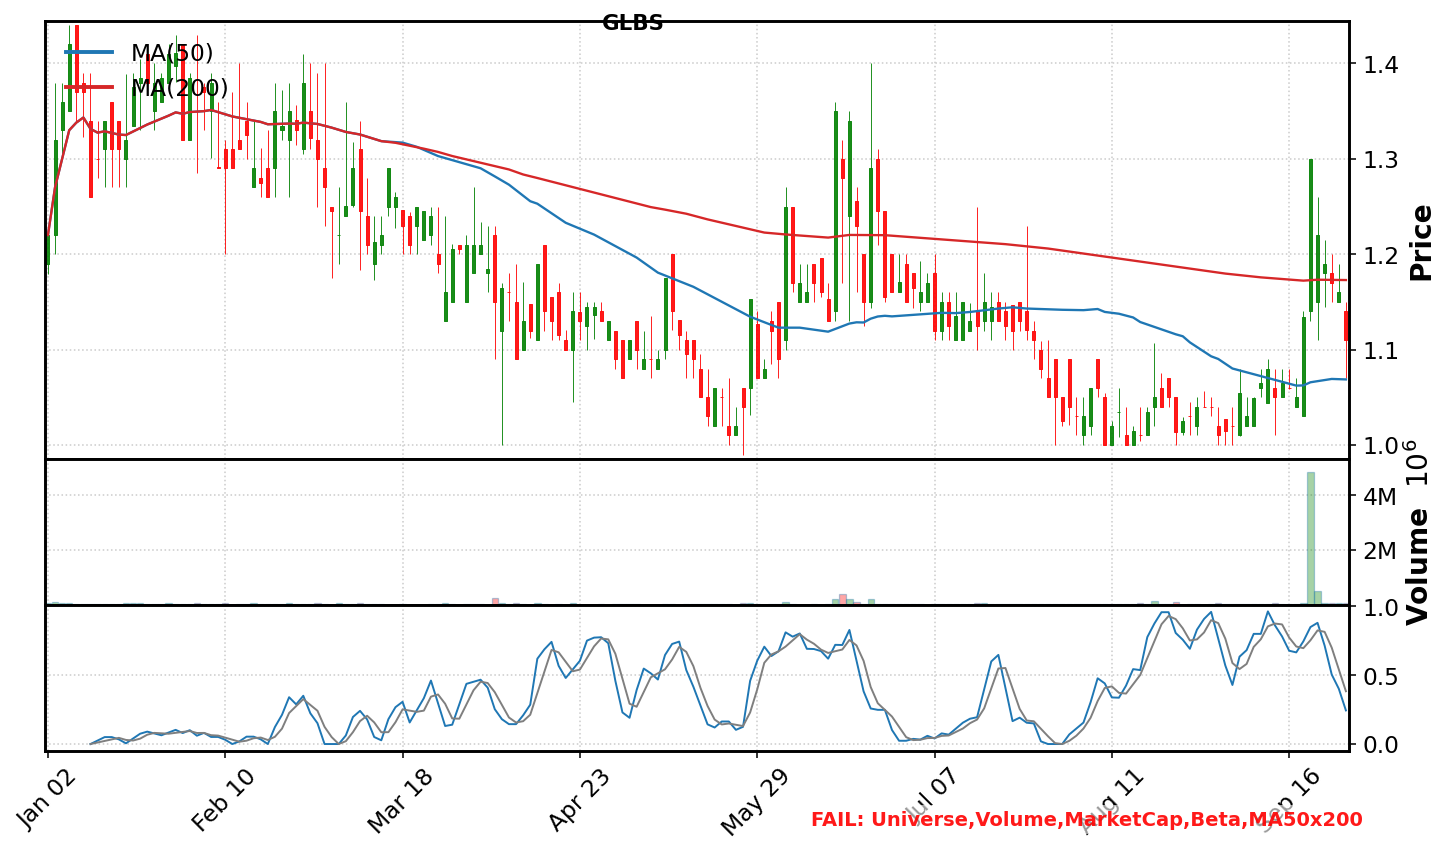 GLBS
MA(50)
MA(200)
1.4
1.3
1.2
1.1
1.0
Price
10⁶
4M
2M
Volume
1.0
0.5
0.0
Jan 02
Feb 10
Mar 18
Apr 23
May 29
Jul 07
Aug 11
Sep 16
FAIL: Universe,Volume,MarketCap,Beta,MA50x200